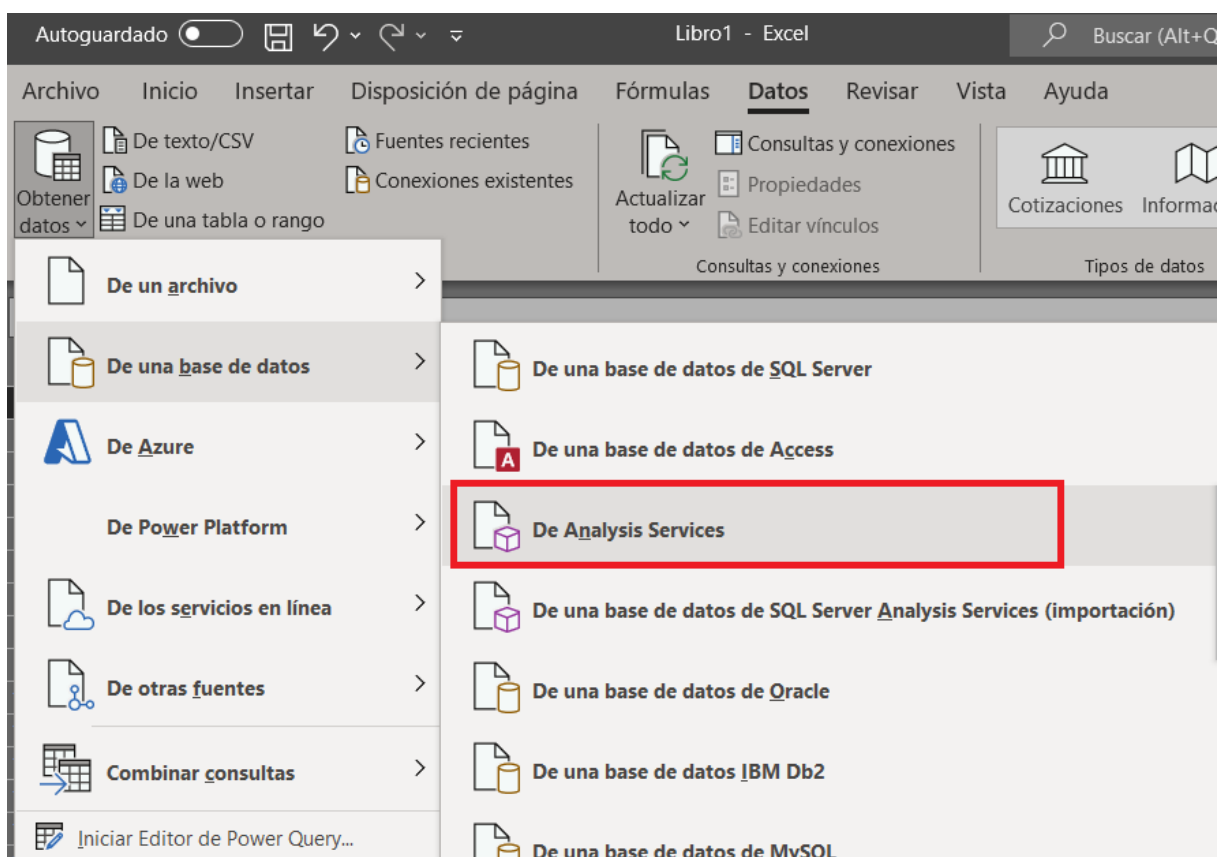 Autoguardado
Libro1 - Excel
Buscar (Alt+Q
Archivo Inicio Insertar Disposición de página Fórmulas Datos Revisar Vista Ayuda
Obtener datos
De texto/CSV
De la web
De una tabla o rango
Fuentes recientes
Conexiones existentes
Actualizar
todo
Consultas y conexiones
Propiedades
Editar vínculos
Consultas y conexiones
Cotizaciones
Tipos de datos
De un archivo
De una base de datos
De Azure
De Power Platform
De los servicios en línea
De otras fuentes
Combinar consultas
Iniciar Editor de Power Query...
De una base de datos de SQL Server
De una base de datos de Access
A
De Analysis Services
De una base de datos de SQL Server Analysis Services (importación)
De una base de datos de Oracle
De una base de datos IBM Db2
De una base de datos de MySQL